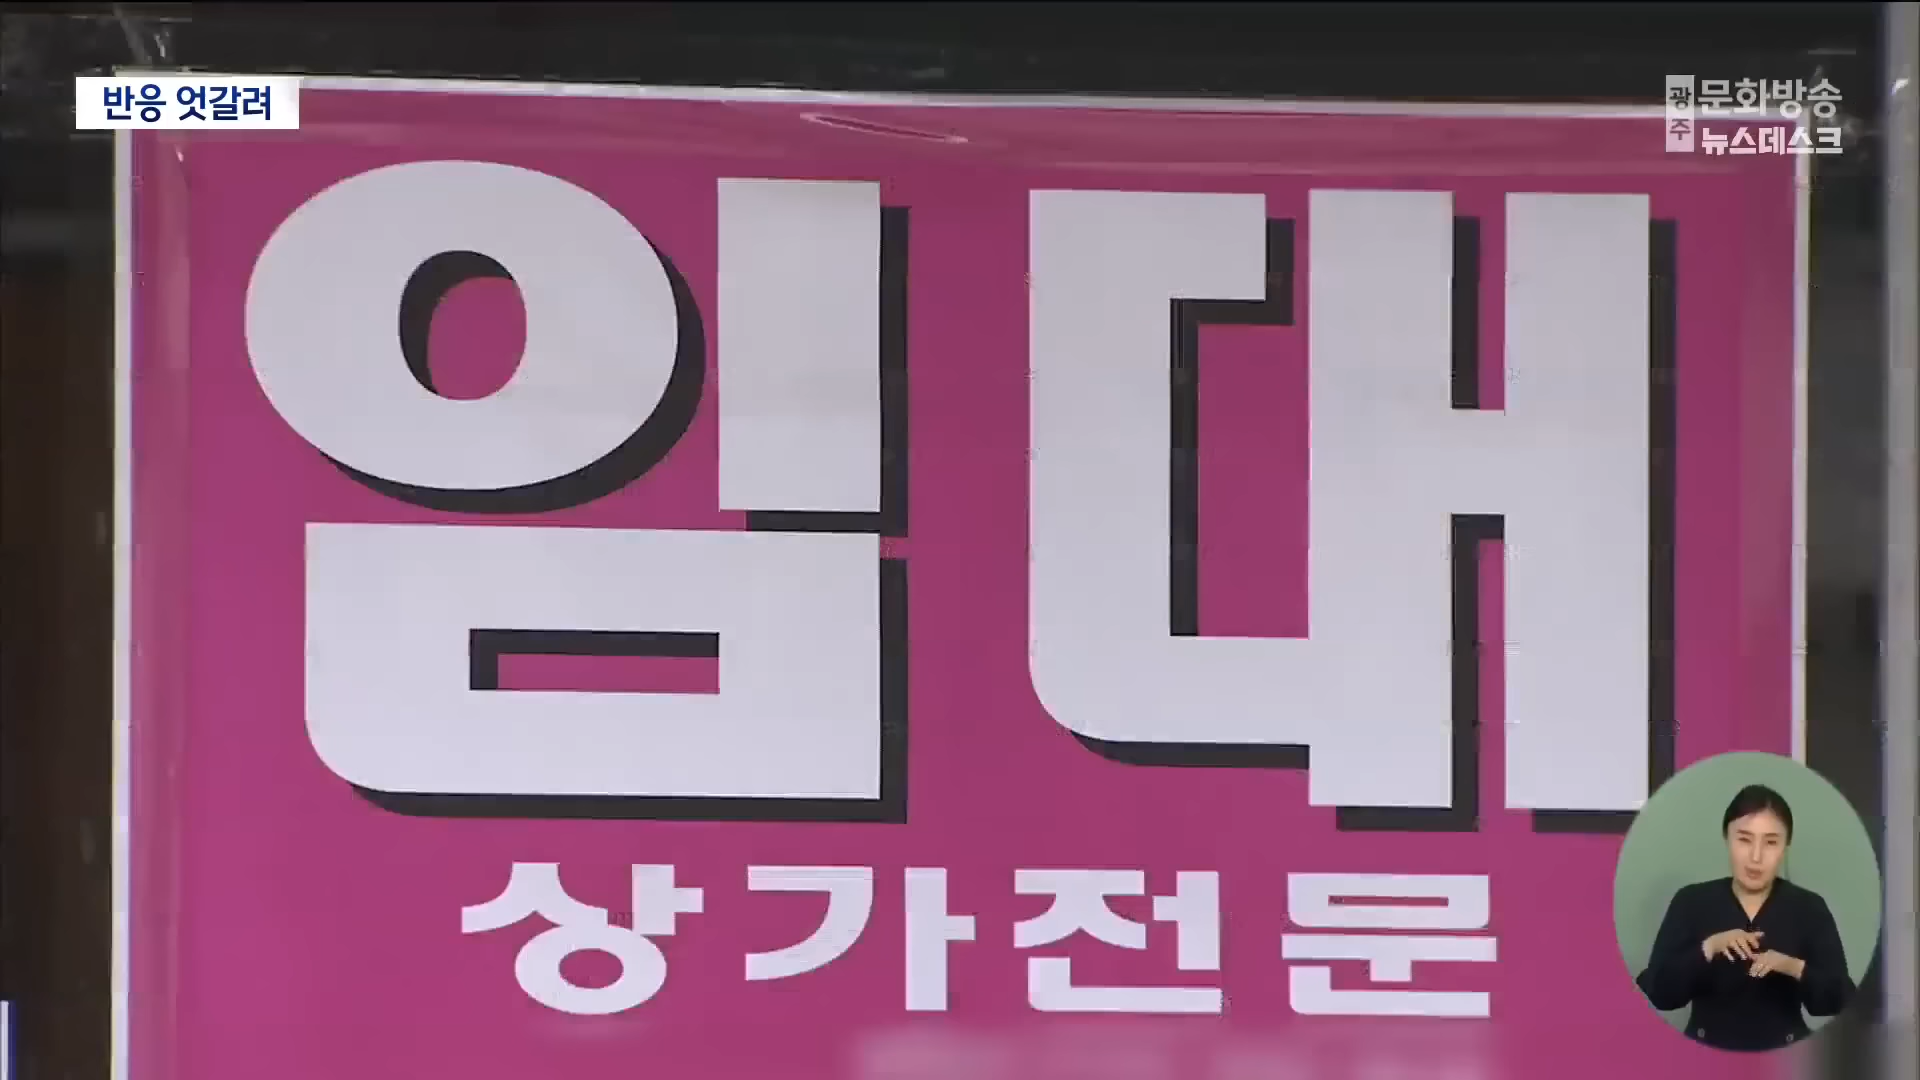 반응 엇갈려
광주 문화방송
뉴스데스크
임대
상가전문